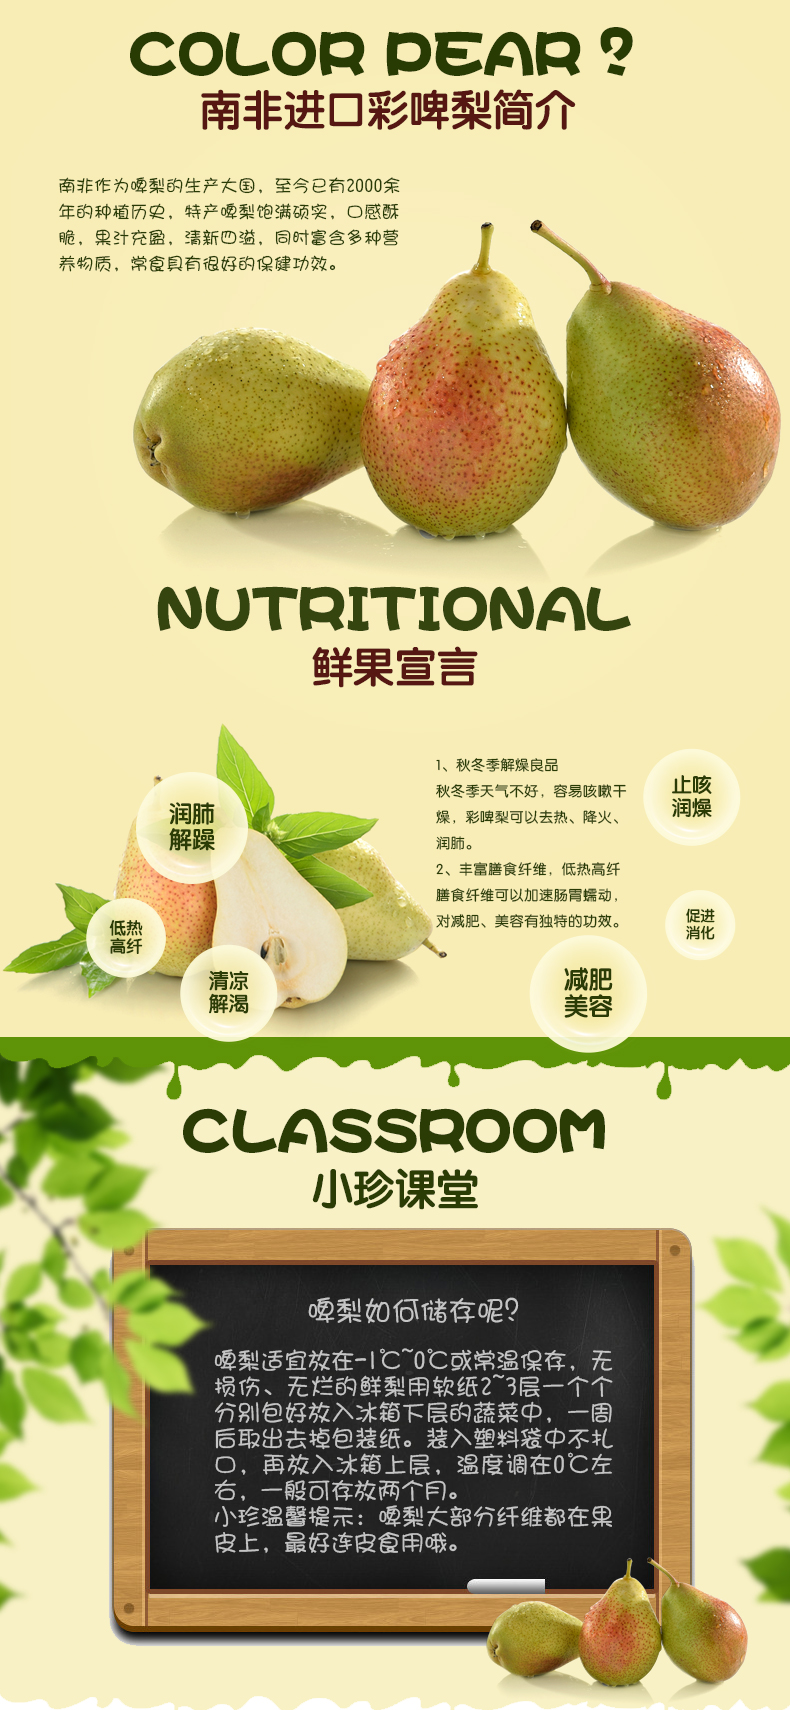 COLOR PEAR ?
南非进口彩啤梨简介
南非作为啤梨的生产大国，至今已有2000余
年的种植历史，特产啤梨饱满硕实，口感酥
脆，果汁充盈，清新四溢，同时富含多种营
养物质，常食具有很好的保健功效。
NUTRITIONAL
鲜果宣言
润肺
解躁
低热
高纤
清凉
解渴
1、秋冬季解燥良品
秋冬季天气不好，容易咳嗽干
燥，彩啤梨可以去热、降火、
润肺。
2、丰富膳食纤维，低热高纤
膳食纤维可以加速肠胃蠕动，
对减肥、美容有独特的功效。
止咳
润燥
促进
消化
减肥
美容
CLASSROOM
小珍课堂
啤梨如何储存呢?
啤梨适宜放在-1℃~0℃或常温保存，无
损伤、无烂的鲜梨用软纸2~3层一个个
分别包好放入冰箱下层的蔬菜中，一周
后取出去掉包装纸。装入塑料袋中不扎
口，再放入冰箱上层，温度调在0℃左
右，一般可存放两个月。
小珍温馨提示：啤梨大部分纤维都在果
皮上，最好连皮食用哦。